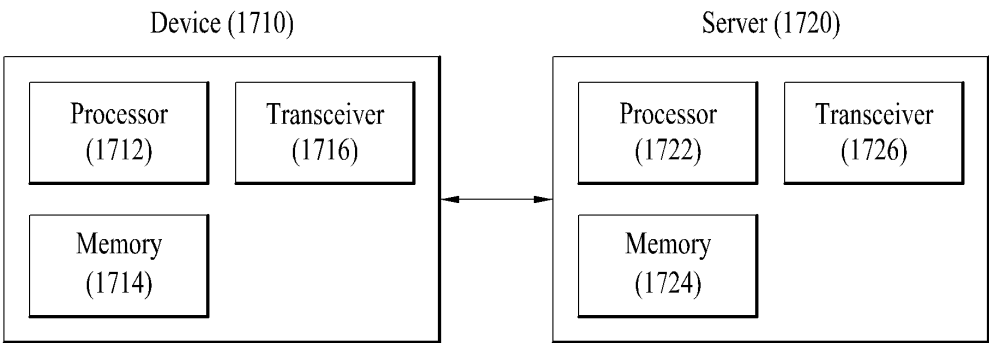 Device (1710)
Processor
(1712)
Transceiver
(1716)
Memory
(1714)
Server (1720)
Processor
(1722)
Transceiver
(1726)
Memory
(1724)